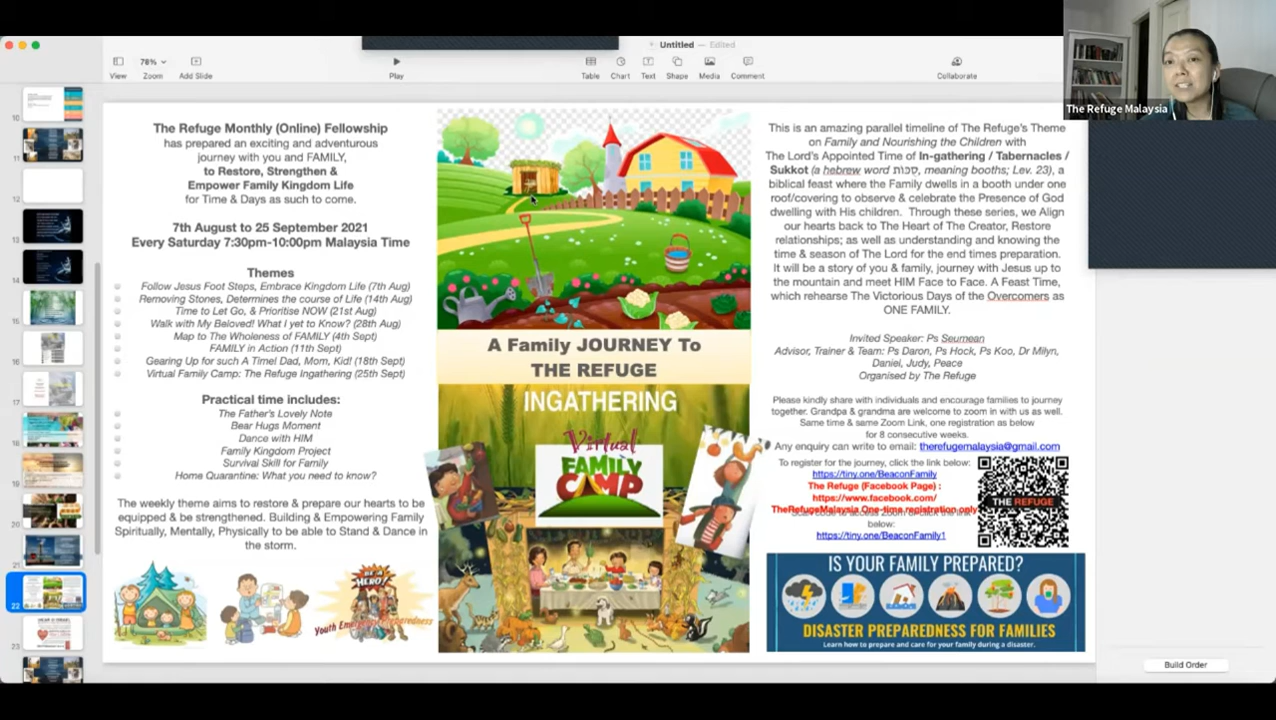 Untitled — Edited
View
78%
Zoom
Add Slide
Play
Table
Chart
Text
Shape
Media
Comment
Collaborate
The Refuge Malaysia
10
11
12
13
14
15
16
17
18
19
20
21
22
23
The Refuge Monthly (Online) Fellowship
has prepared an exciting and adventurous
journey with you and FAMILY,
to Restore, Strengthen &
Empower Family Kingdom Life
for Time & Days as such to come.
7th August to 25 September 2021
Every Saturday 7:30pm-10:00pm Malaysia Time
Themes
Follow Jesus Foot Steps, Embrace Kingdom Life (7th Aug)
Removing Stones, Determines the course of Life (14th Aug)
Time to Let Go, & Prioritise NOW (21st Aug)
Walk with My Beloved! What I yet to Know? (28th Aug)
Map to The Wholeness of FAMILY (4th Sept)
FAMILY in Action (11th Sept)
Gearing Up for such A Time! Dad, Mom, Kid! (18th Sept)
Virtual Family Camp: The Refuge Ingathering (25th Sept)
Practical time includes:
The Father's Lovely Note
Bear Hugs Moment
Dance with HIM
Family Kingdom Project
Survival Skill for Family
Home Quarantine: What you need to know?
The weekly theme aims to restore & prepare our hearts to be
equipped & be strengthened. Building & Empowering Family
Spiritually, Mentally, Physically to be able to Stand & Dance in
the storm.
BE A
HERO!
Youth Emergency Preparedness
A Family JOURNEY To
THE REFUGE
INGATHERING
Virtual
FAMILY
CAMP
This is an amazing parallel timeline of The Refuge's Theme
on Family and Nourishing the Children with
The Lord's Appointed Time of In-gathering / Tabernacles /
Sukkot (a hebrew word סֻכּוֹת, meaning booths; Lev. 23), a
biblical feast where the Family dwells in a booth under one
roof/covering to observe & celebrate the Presence of God
dwelling with His children. Through these series, we Align
our hearts back to The Heart of The Creator, Restore
relationships; as well as understanding and knowing the
time & season of The Lord for the end times preparation.
It will be a story of you & family, journey with Jesus up to
the mountain and meet HIM Face to Face. A Feast Time,
which rehearse The Victorious Days of the Overcomers as
ONE FAMILY.
Invited Speaker: Ps Seumean
Advisor, Trainer & Team: Ps Daron, Ps Hock, Ps Koo, Dr Milyn,
Daniel, Judy, Peace
Organised by The Refuge
Please kindly share with individuals and encourage families to journey
together. Grandpa & grandma are welcome to zoom in with us as well.
Same time & same Zoom Link, one registration as below
for 8 consecutive weeks.
Any enquiry can write to email: therefugemalaysia@gmail.com
To register for the journey, click the link below:
https://tiny.one/BeaconFamily
The Refuge (Facebook Page) :
https://www.facebook.com/
TheRefugeMalaysia One-time registration only
below:
https://tiny.one/BeaconFamily1
THE REFUGE
IS YOUR FAMILY PREPARED?
DISASTER PREPAREDNESS FOR FAMILIES
Learn how to prepare and care for your family during a disaster.
Build Order